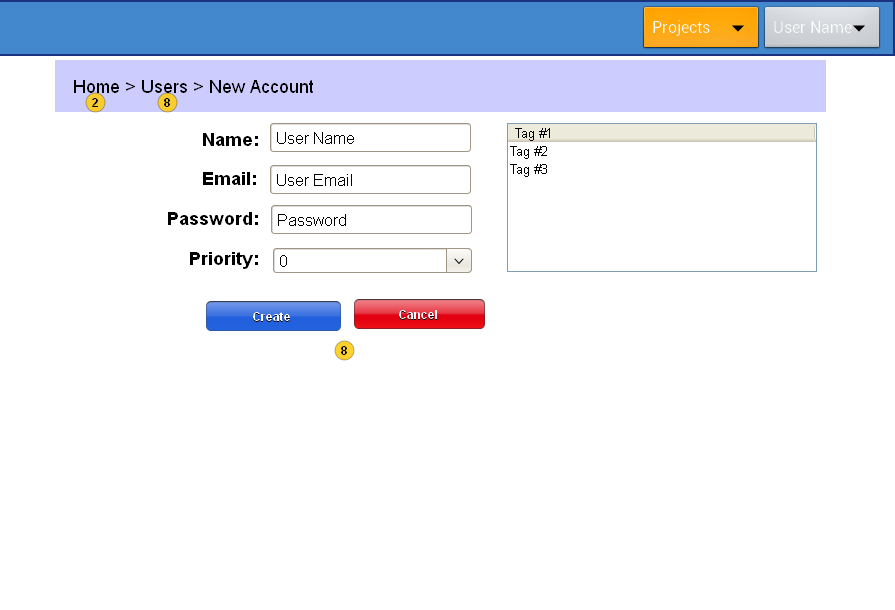 Projects
User Name
Home > Users > New Account
2
8
Name:
User Name
Email:
User Email
Password:
Password
Priority:
0
Tag #1
Tag #2
Tag #3
Create
Cancel
8